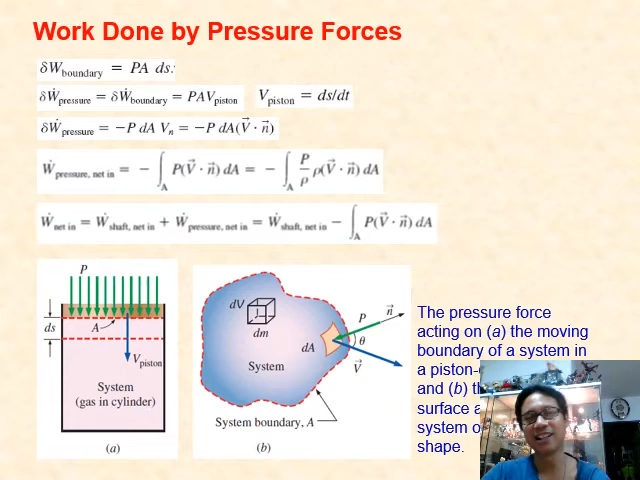 Work Done by Pressure Forces
δW_boundary = PA ds.
δẆ_pressure = δẆ_boundary = PAV_piston    V_piston = ds/dt
δẆ_pressure = −P dA V_n = −P dA(V⃗ · n⃗)
Ẇ_pressure, net in = − ∫_A P(V⃗ · n⃗) dA = − ∫_A P/ρ ρ(V⃗ · n⃗) dA
Ẇ_net in = Ẇ_shaft, net in + Ẇ_pressure, net in = Ẇ_shaft, net in − ∫_A P(V⃗ · n⃗) dA
P
ds
A
V_piston
System
(gas in cylinder)
(a)
dV
dm
P
n⃗
dA
θ
V⃗
System
System boundary, A
(b)
The pressure force
acting on (a) the moving
boundary of a system in
a piston-
and (b) th
surface a
system o
shape.